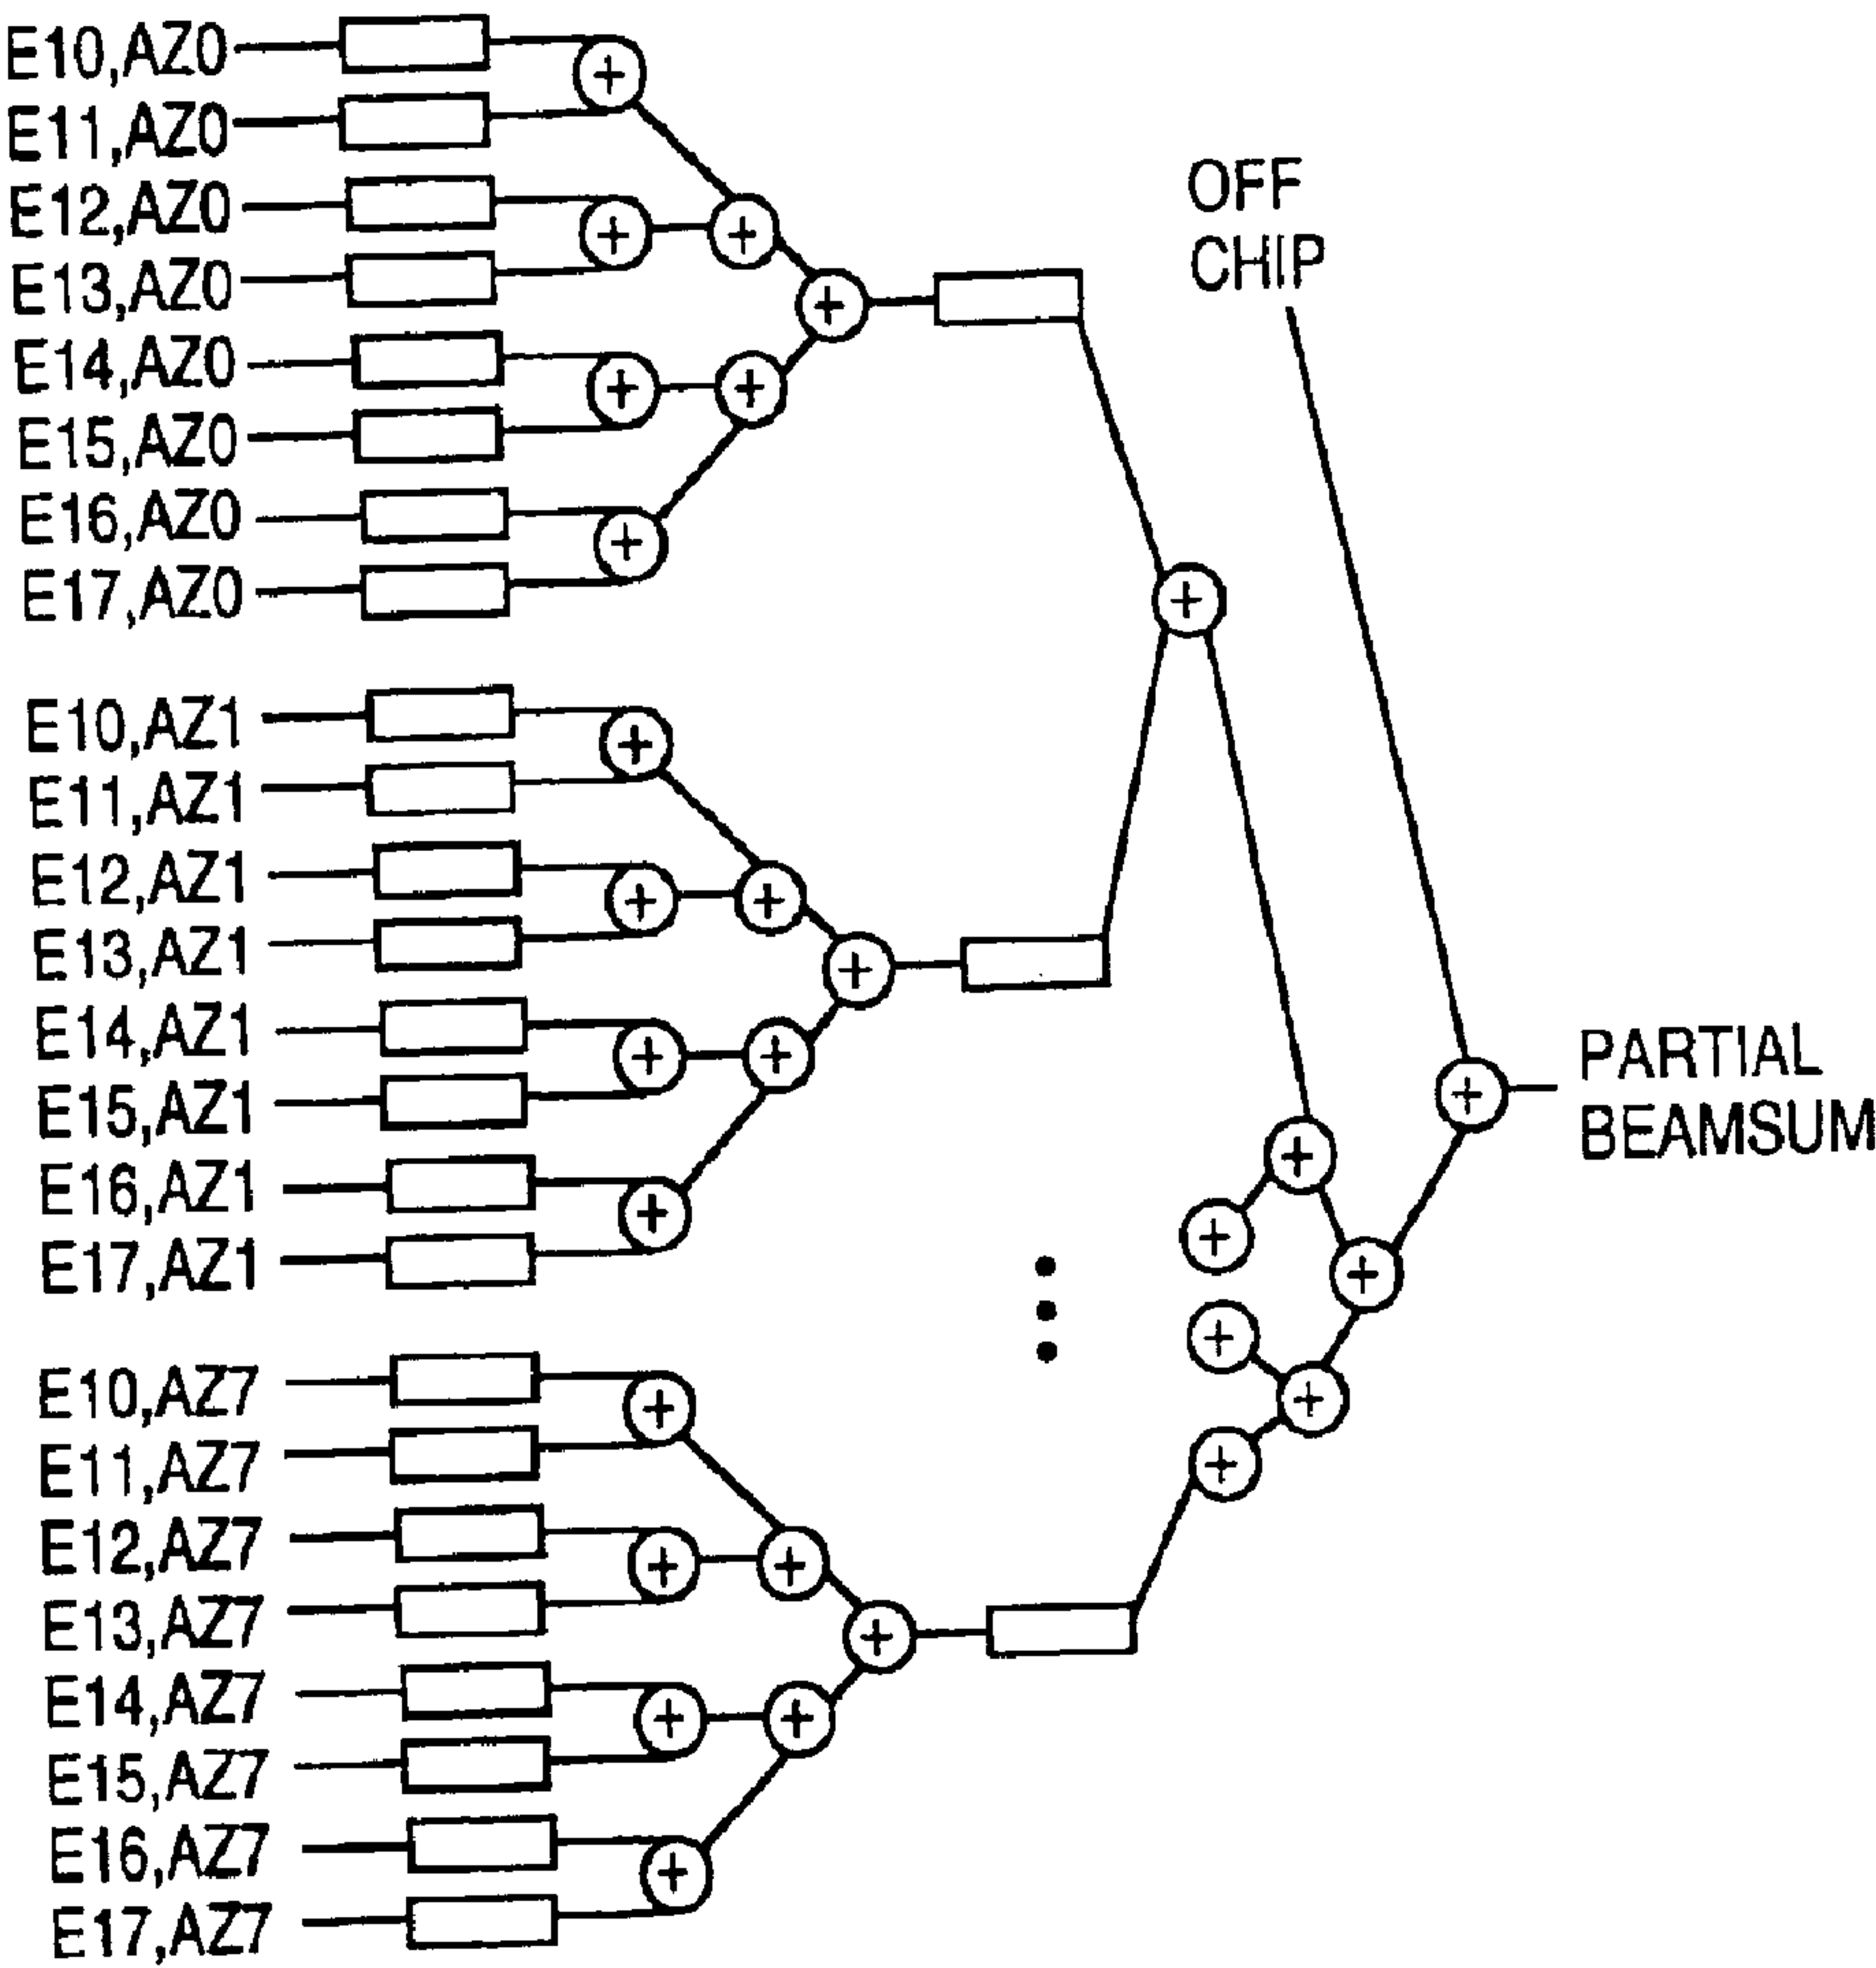 E10,AZ0
E11,AZ0
E12,AZ0
E13,AZ0
E14,AZ0
E15,AZ0
E16,AZ0
E17,AZ0
OFF
CHIP
E10,AZ1
E11,AZ1
E12,AZ1
E13,AZ1
E14,AZ1
E15,AZ1
E16,AZ1
E17,AZ1
PARTIAL
BEAMSUM
E10,AZ7
E11,AZ7
E12,AZ7
E13,AZ7
E14,AZ7
E15,AZ7
E16,AZ7
E17,AZ7